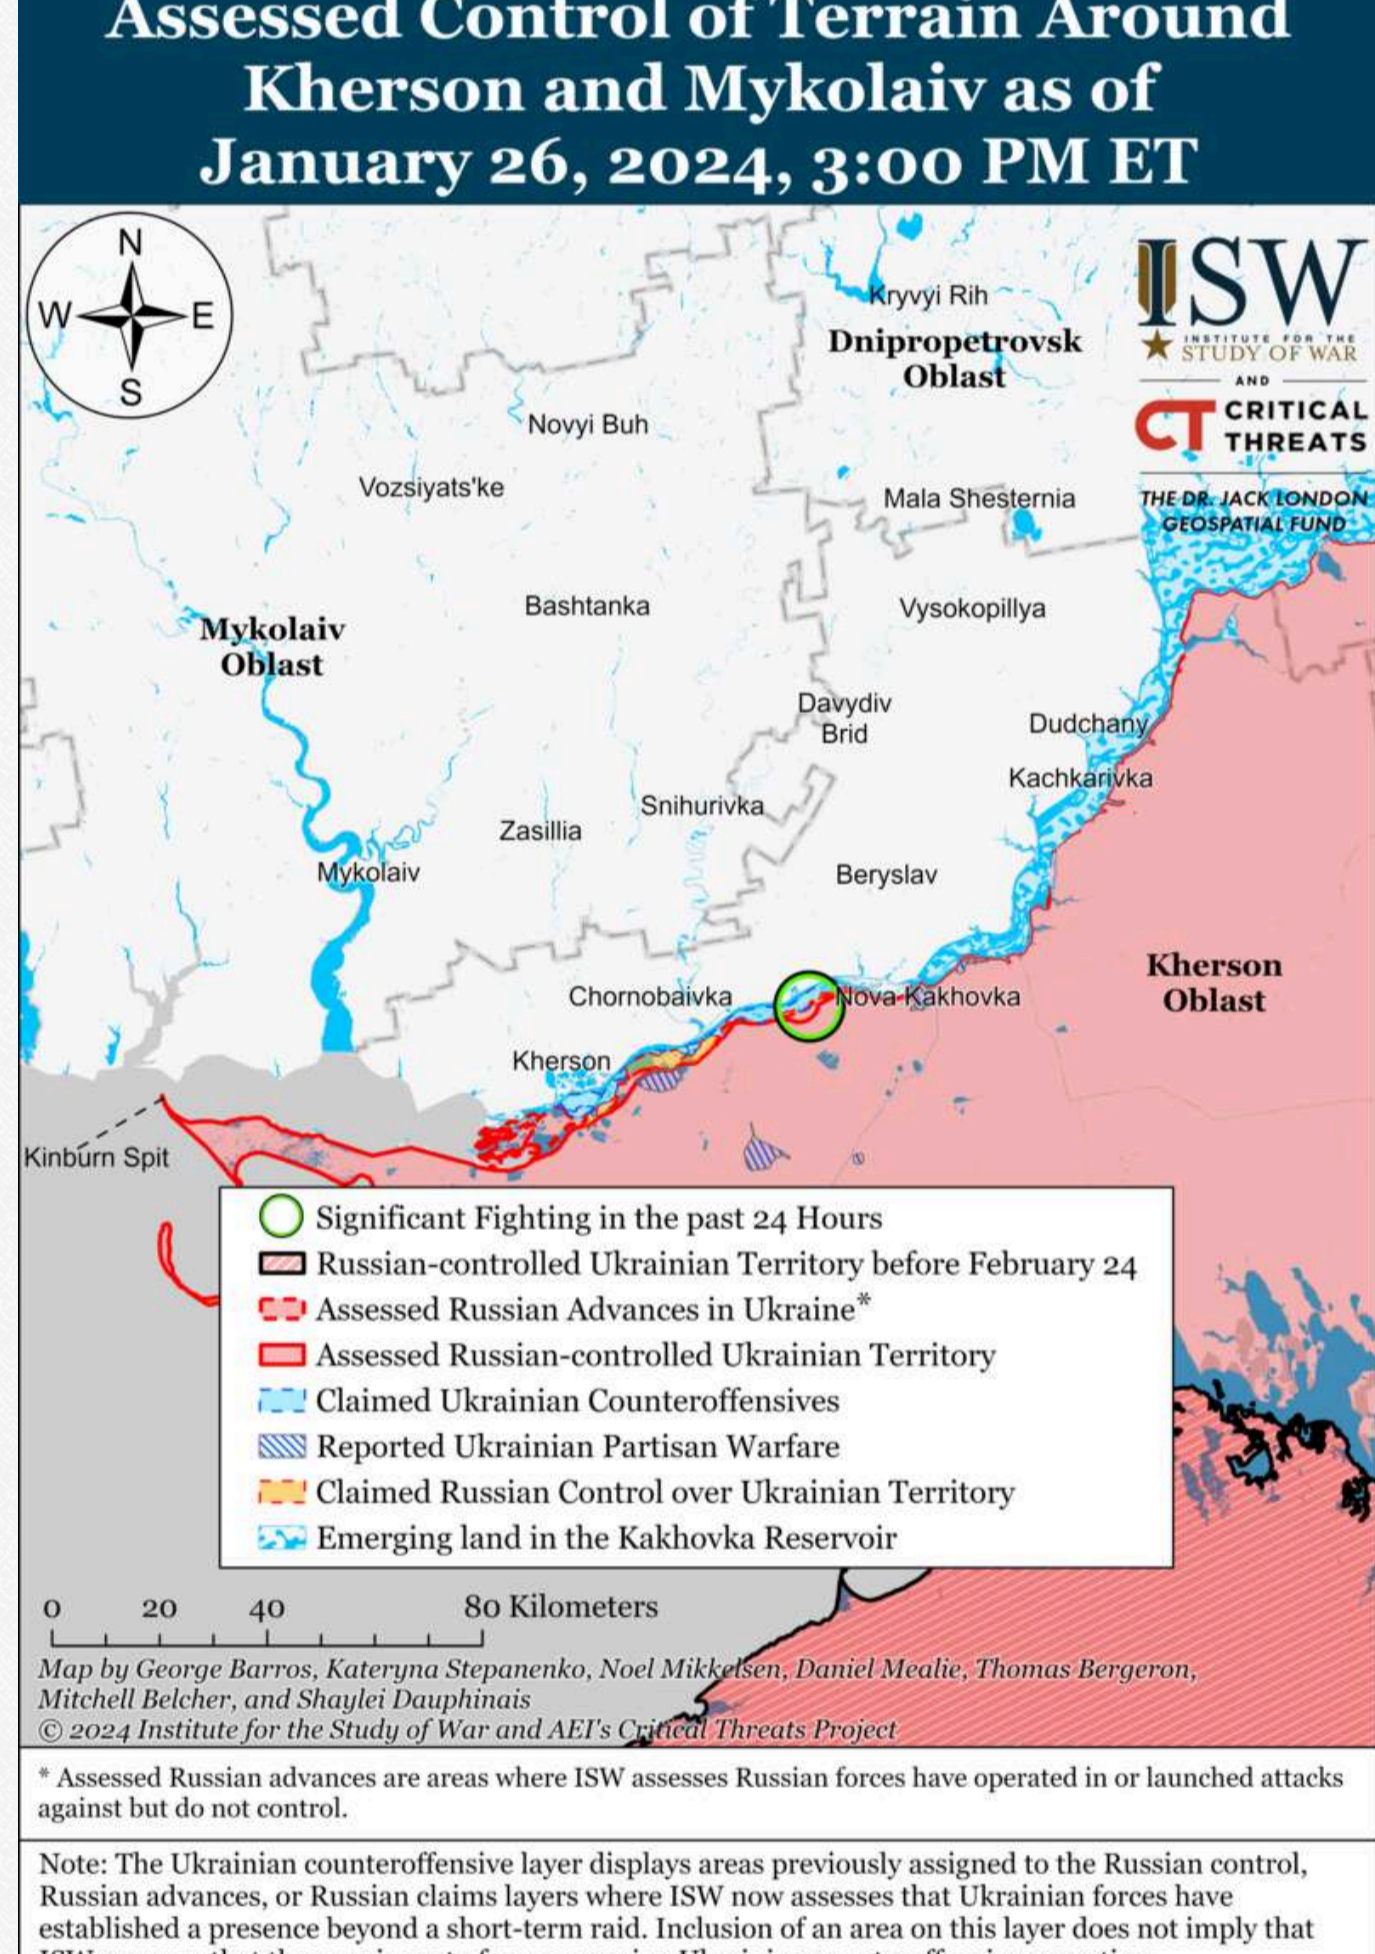 Assessed Control of Terrain Around
Kherson and Mykolaiv as of
January 26, 2024, 3:00 PM ET
N
W E
S
ISW
INSTITUTE FOR THE
STUDY OF WAR
AND
CT CRITICAL
THREATS
THE DR. JACK LONDON
GEOSPATIAL FUND
Kryvyi Rih
Dnipropetrovsk
Oblast
Novyi Buh
Vozsiyats'ke
Mala Shesternia
Bashtanka
Vysokopillya
Mykolaiv
Oblast
Davydiv
Brid
Dudchany
Kachkarivka
Snihurivka
Zasillia
Mykolaiv
Beryslav
Kherson
Oblast
Chornobaivka
Nova Kakhovka
Kherson
Kinburn Spit
Significant Fighting in the past 24 Hours
Russian-controlled Ukrainian Territory before February 24
Assessed Russian Advances in Ukraine*
Assessed Russian-controlled Ukrainian Territory
Claimed Ukrainian Counteroffensives
Reported Ukrainian Partisan Warfare
Claimed Russian Control over Ukrainian Territory
Emerging land in the Kakhovka Reservoir
0 20 40 80 Kilometers
Map by George Barros, Kateryna Stepanenko, Noel Mikkelsen, Daniel Mealie, Thomas Bergeron,
Mitchell Belcher, and Shaylei Dauphinais
© 2024 Institute for the Study of War and AEI's Critical Threats Project
* Assessed Russian advances are areas where ISW assesses Russian forces have operated in or launched attacks
against but do not control.
Note: The Ukrainian counteroffensive layer displays areas previously assigned to the Russian control,
Russian advances, or Russian claims layers where ISW now assesses that Ukrainian forces have
established a presence beyond a short-term raid. Inclusion of an area on this layer does not imply that